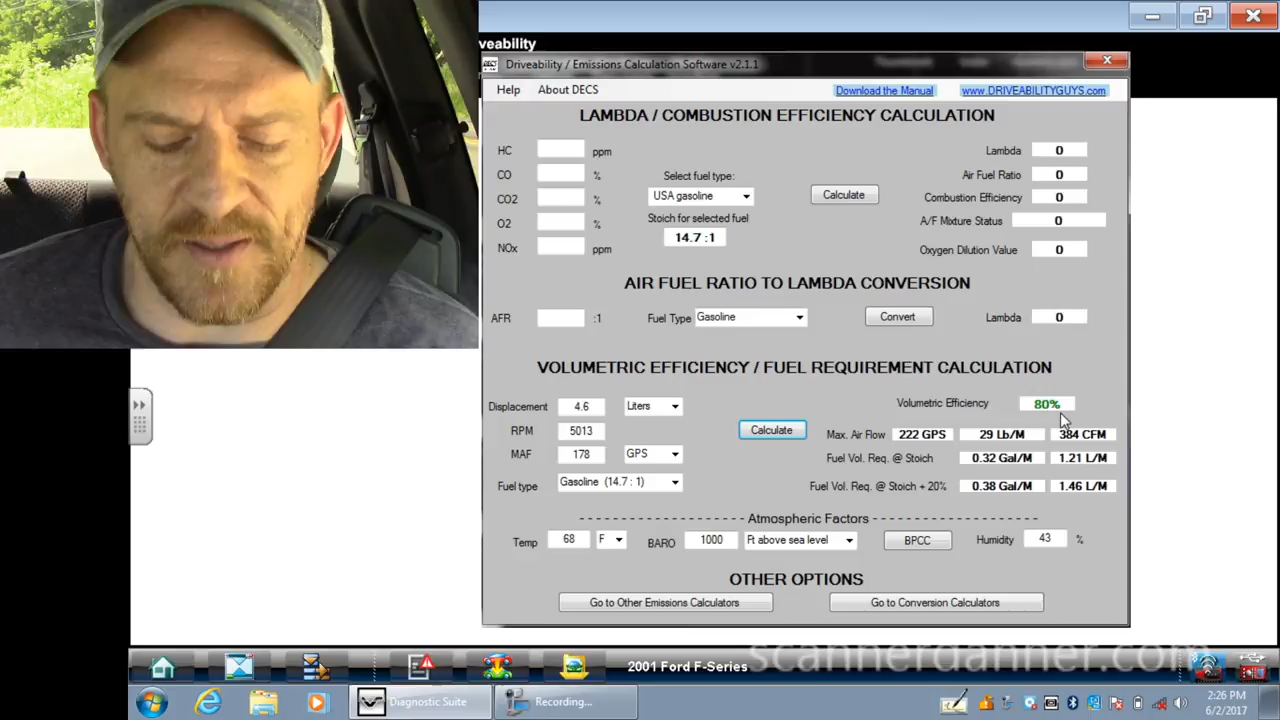 veability
Driveability / Emissions Calculation Software v2.1.1
Help About DECS Download the Manual www.DRIVEABILITYGUYS.com
LAMBDA / COMBUSTION EFFICIENCY CALCULATION
HC ppm Lambda 0
CO % Select fuel type: Air Fuel Ratio 0
CO2 % USA gasoline Calculate Combustion Efficiency 0
O2 % Stoich for selected fuel A/F Mixture Status 0
14.7 :1
NOx ppm Oxygen Dilution Value 0
AIR FUEL RATIO TO LAMBDA CONVERSION
AFR :1 Fuel Type Gasoline Convert Lambda 0
VOLUMETRIC EFFICIENCY / FUEL REQUIREMENT CALCULATION
Displacement 4.6 Liters Volumetric Efficiency 80%
RPM 5013 Calculate Max. Air Flow 222 GPS 29 Lb/M 384 CFM
MAF 178 GPS Fuel Vol. Req. @ Stoich 0.32 Gal/M 1.21 L/M
Fuel type Gasoline (14.7 : 1) Fuel Vol. Req. @ Stoich + 20% 0.38 Gal/M 1.46 L/M
- - - - - - - - - - - - - - - - - Atmospheric Factors - - - - - - - - - - - - - - - - -
Temp 68 F BARO 1000 Ft above sea level BPCC Humidity 43 %
OTHER OPTIONS
Go to Other Emissions Calculators Go to Conversion Calculators
2001 Ford F-Series
scannerdanner.com
Diagnostic Suite Recording... 2:26 PM
6/2/2017